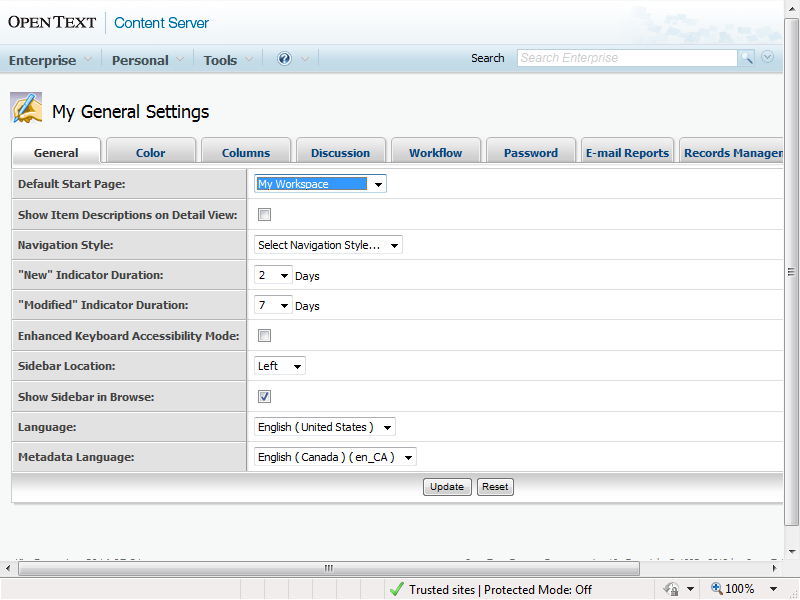 OPEN TEXT Content Server
Enterprise Personal Tools ? Search Search Enterprise
My General Settings
General Color Columns Discussion Workflow Password E-mail Reports Records Manager
Default Start Page: My Workspace
Show Item Descriptions on Detail View:
Navigation Style: Select Navigation Style...
"New" Indicator Duration: 2 Days
"Modified" Indicator Duration: 7 Days
Enhanced Keyboard Accessibility Mode:
Sidebar Location: Left
Show Sidebar in Browse:
Language: English ( United States )
Metadata Language: English ( Canada ) ( en_CA )
Update Reset
Trusted sites | Protected Mode: Off 100%